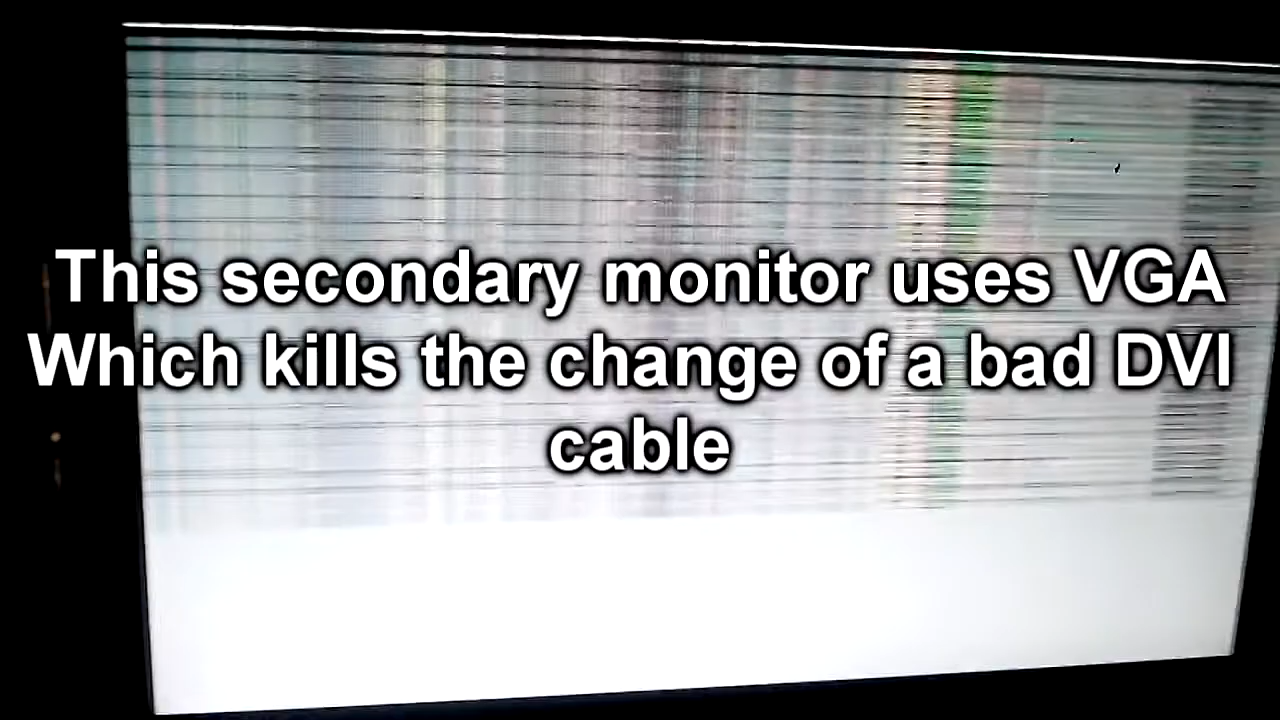 This secondary monitor uses VGA
Which kills the change of a bad DVI
cable